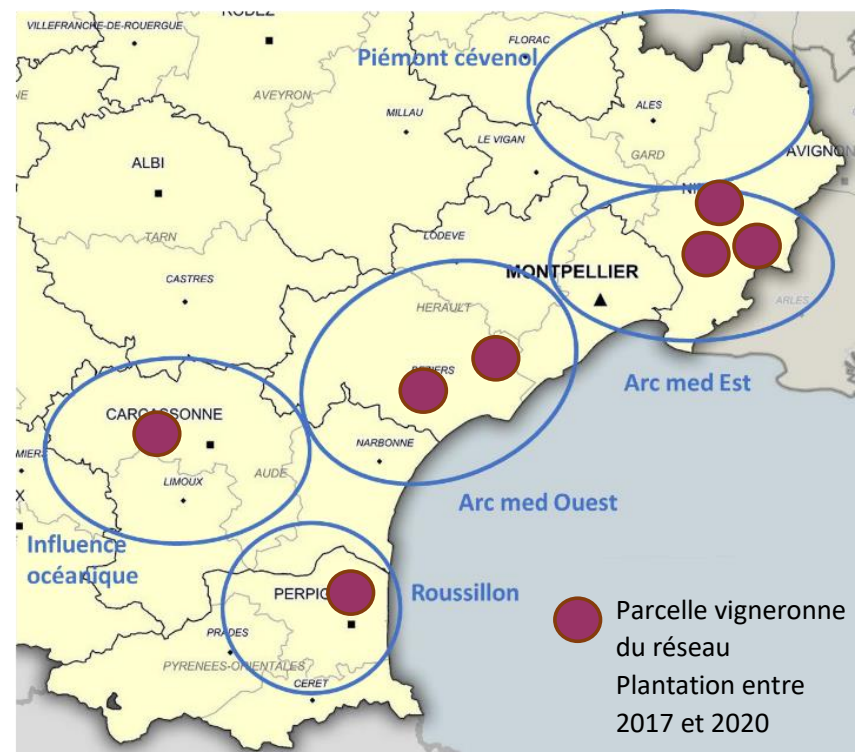 VILLEFRANCHE-DE-ROUERGUE
FLORAC
Piémont cévenol
AVEYRON
MILLAU
ALES
LE VIGAN
GARD
AVIGNON
ALBI
TARN
LODEVE
CASTRES
MONTPELLIER
ARLES
HERAULT
Arc med Est
CARCASSONNE
NARBONNE
AUDE
LIMOUX
Arc med Ouest
Influence
océanique
Roussillon
PRADES
PYRENEES-ORIENTALES
CERET
Parcelle vigneronne
du réseau
Plantation entre
2017 et 2020